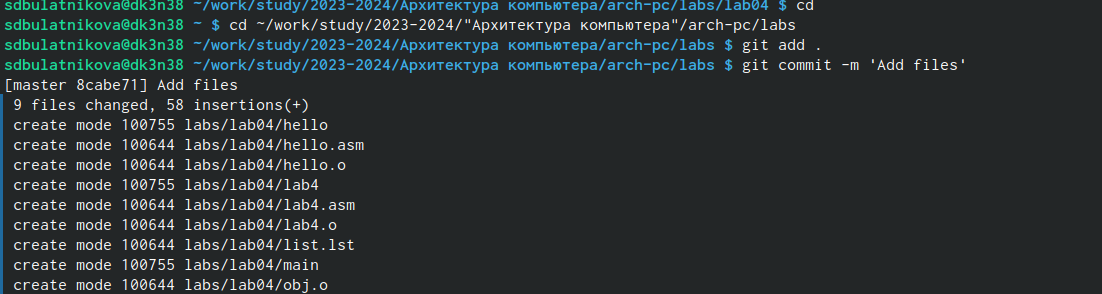 sdbulatnikova@dk3n38 ~/work/study/2023-2024/Архитектура компьютера/arch-pc/labs/lab04 $ cd
sdbulatnikova@dk3n38 ~ $ cd ~/work/study/2023-2024/"Архитектура компьютера"/arch-pc/labs
sdbulatnikova@dk3n38 ~/work/study/2023-2024/Архитектура компьютера/arch-pc/labs $ git add .
sdbulatnikova@dk3n38 ~/work/study/2023-2024/Архитектура компьютера/arch-pc/labs $ git commit -m 'Add files'
[master 8cabe71] Add files
 9 files changed, 58 insertions(+)
 create mode 100755 labs/lab04/hello
 create mode 100644 labs/lab04/hello.asm
 create mode 100644 labs/lab04/hello.o
 create mode 100755 labs/lab04/lab4
 create mode 100644 labs/lab04/lab4.asm
 create mode 100644 labs/lab04/lab4.o
 create mode 100644 labs/lab04/list.lst
 create mode 100755 labs/lab04/main
 create mode 100644 labs/lab04/obj.o